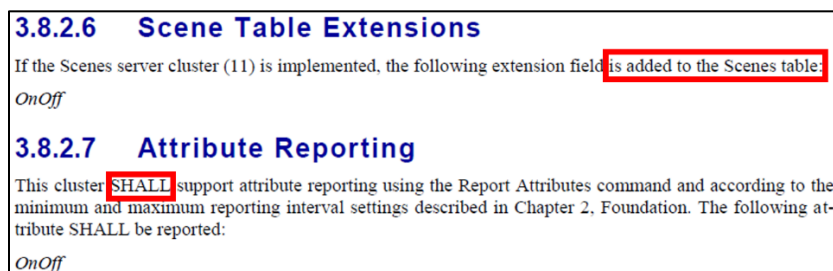 3.8.2.6 Scene Table Extensions
If the Scenes server cluster (11) is implemented, the following extension field is added to the Scenes table:
OnOff
3.8.2.7 Attribute Reporting
This cluster SHALL support attribute reporting using the Report Attributes command and according to the
minimum and maximum reporting interval settings described in Chapter 2, Foundation. The following at-
tribute SHALL be reported:
OnOff